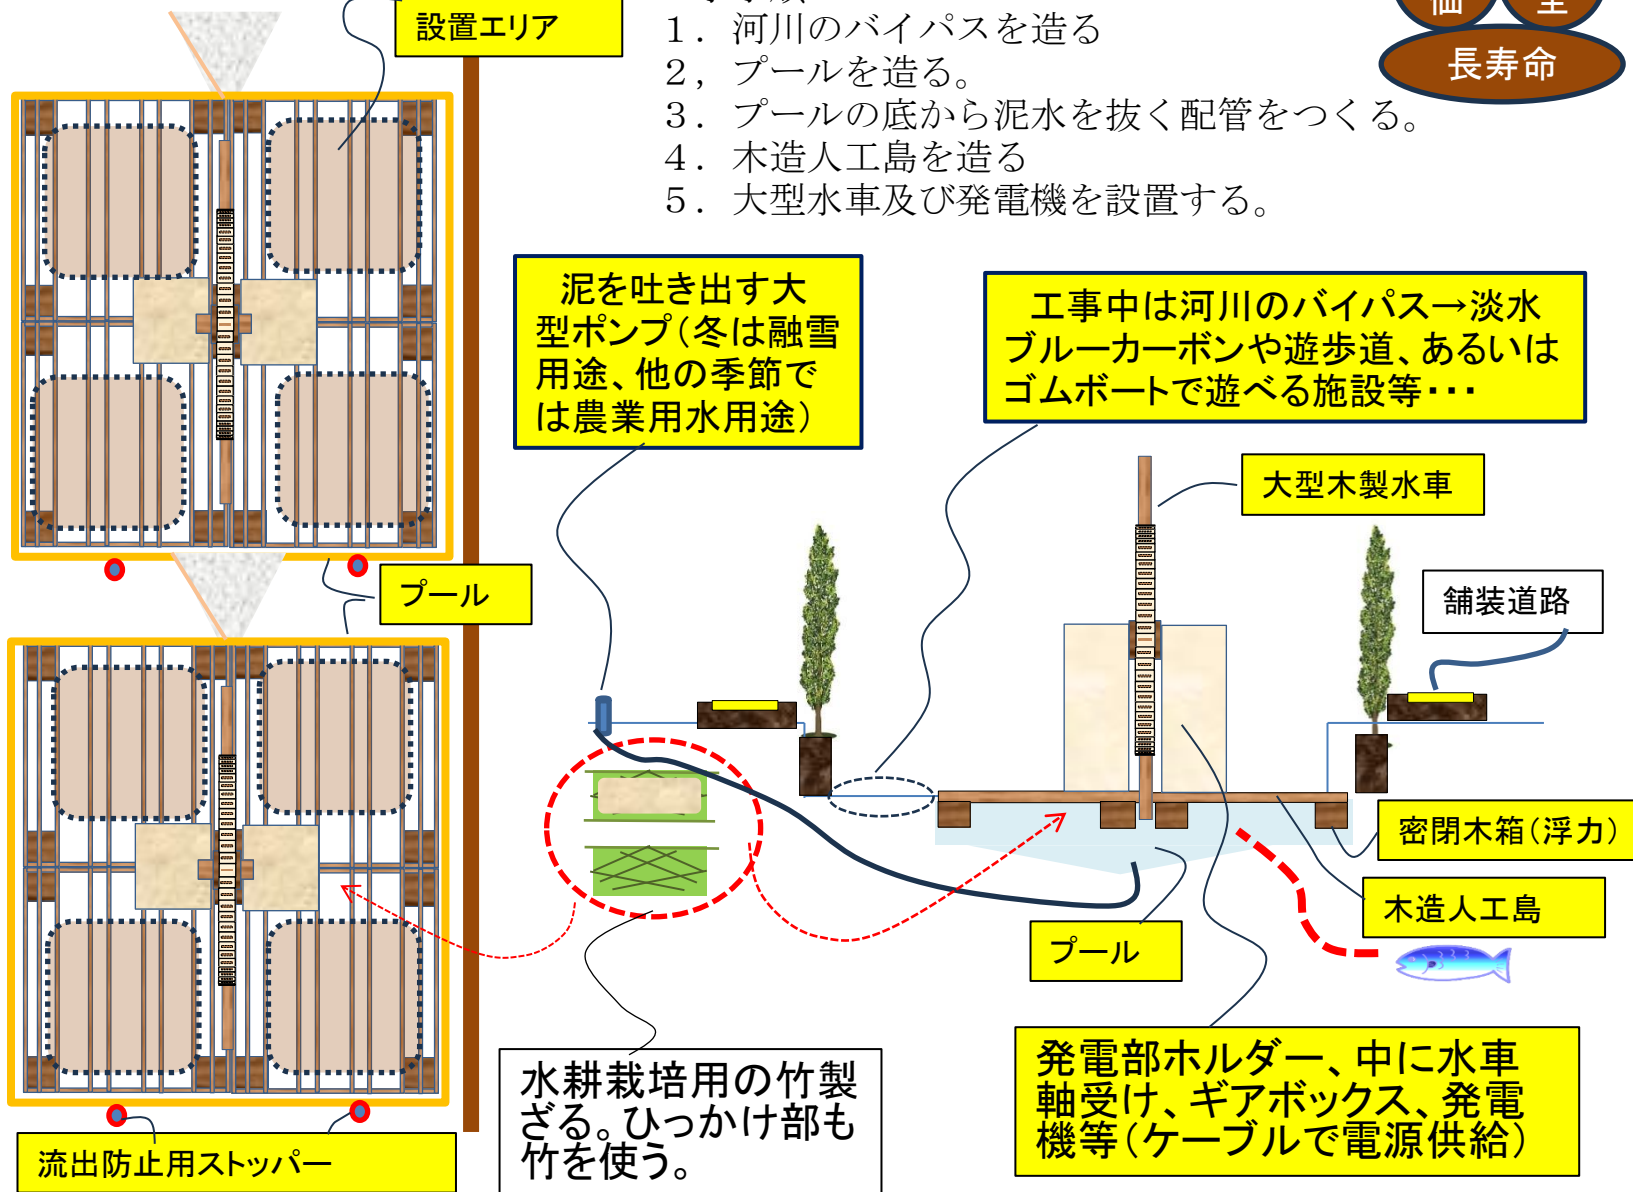 設置エリア
１．河川のバイパスを造る
２，プールを造る。
３．プールの底から泥水を抜く配管をつくる。
４．木造人工島を造る
５．大型水車及び発電機を設置する。
長寿命
泥を吐き出す大
型ポンプ（冬は融雪
用途、他の季節で
は農業用水用途）
工事中は河川のバイパス→淡水
ブルーカーボンや遊歩道、あるいは
ゴムボートで遊べる施設等・・・
大型木製水車
プール
舗装道路
密閉木箱（浮力）
木造人工島
プール
発電部ホルダー、中に水車
軸受け、ギアボックス、発電
機等（ケーブルで電源供給）
水耕栽培用の竹製
ざる。ひっかけ部も
竹を使う。
流出防止用ストッパー